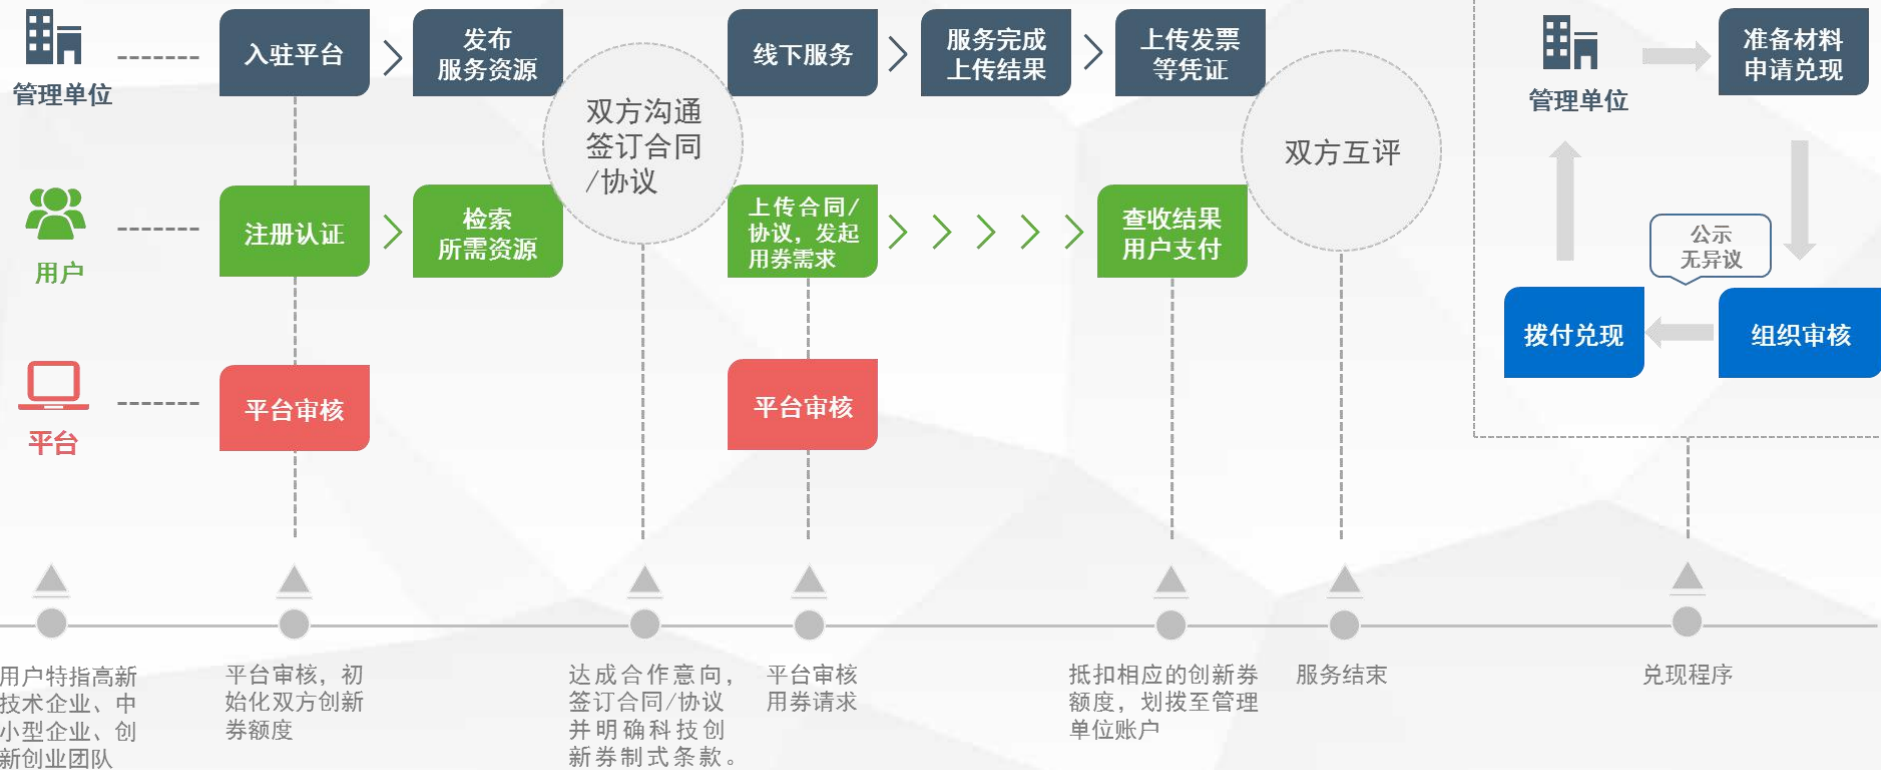 管理单位
入驻平台
发布
服务资源
双方沟通
签订合同
/协议
线下服务
服务完成
上传结果
上传发票
等凭证
双方互评
用户
注册认证
检索
所需资源
上传合同/
协议，发起
用券需求
查收结果
用户支付
平台
平台审核
平台审核
管理单位
准备材料
申请兑现
公示
无异议
拨付兑现
组织审核
用户特指高新
技术企业、中
小型企业、创
新创业团队
平台审核，初
始化双方创新
券额度
达成合作意向，
签订合同/协议
并明确科技创
新券制式条款。
平台审核
用券请求
抵扣相应的创新券
额度，划拨至管理
单位账户
服务结束
兑现程序